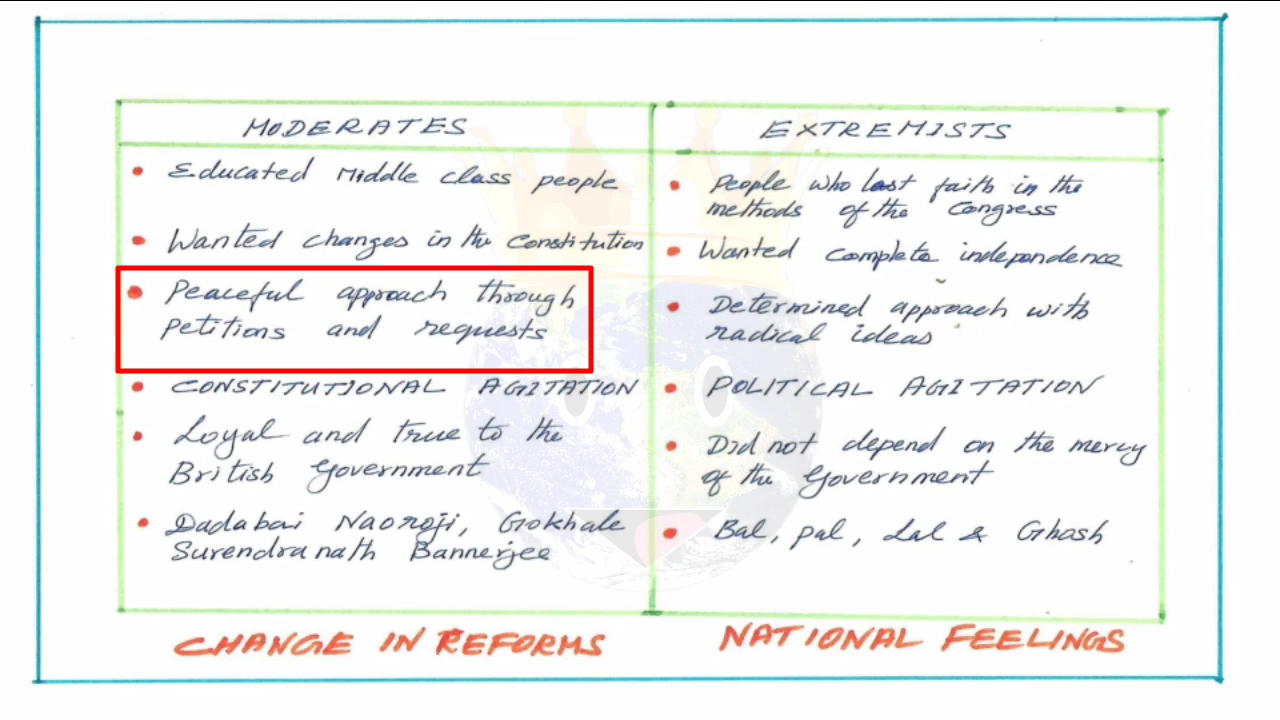 MODERATES
• Educated Middle class people
• Wanted changes in the Constitution
• Peaceful approach through
petitions and requests
• CONSTITUTIONAL AGITATION
• Loyal and true to the
British Government
• Dadabai Naoroji, Gokhale
Surendranath Bannerjee
CHANGE IN REFORMS
EXTREMISTS
• People who lost faith in the
methods of the Congress
• Wanted complete independence
• Determined approach with
radical ideas
• POLITICAL AGITATION
• Did not depend on the mercy
of the Government
• Bal, pal, Lal & Ghosh
NATIONAL FEELINGS